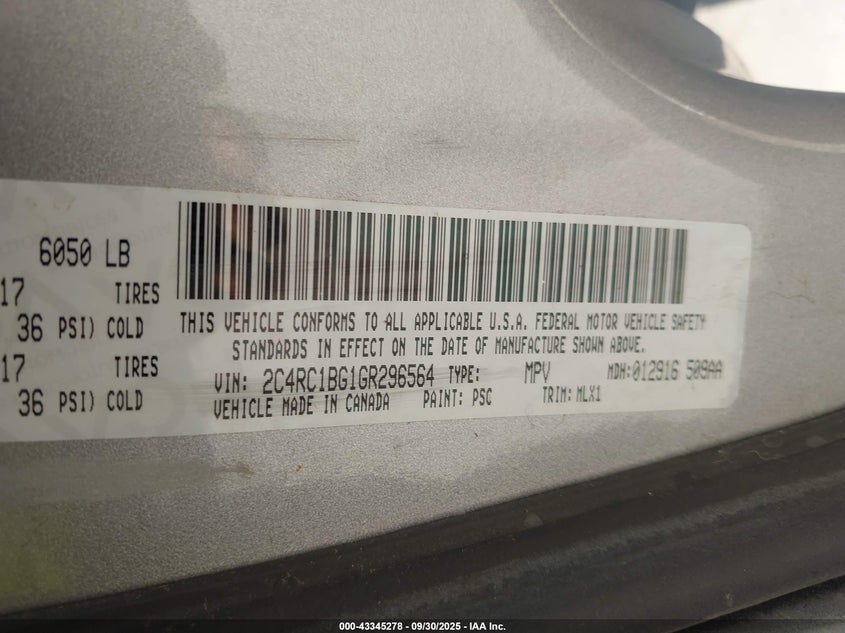 6050 LB
17 TIRES
36 PSI) COLD
17 TIRES
36 PSI) COLD
THIS VEHICLE CONFORMS TO ALL APPLICABLE U.S.A. FEDERAL MOTOR VEHICLE SAFETY
STANDARDS IN EFFECT ON THE DATE OF MANUFACTURE SHOWN ABOVE.
VIN: 2C4RC1BG1GR296564 TYPE: MPV MDH:012916 509AA
VEHICLE MADE IN CANADA PAINT: PSC TRIM: MLX1
000-43345278 - 09/30/2025 - IAA Inc.